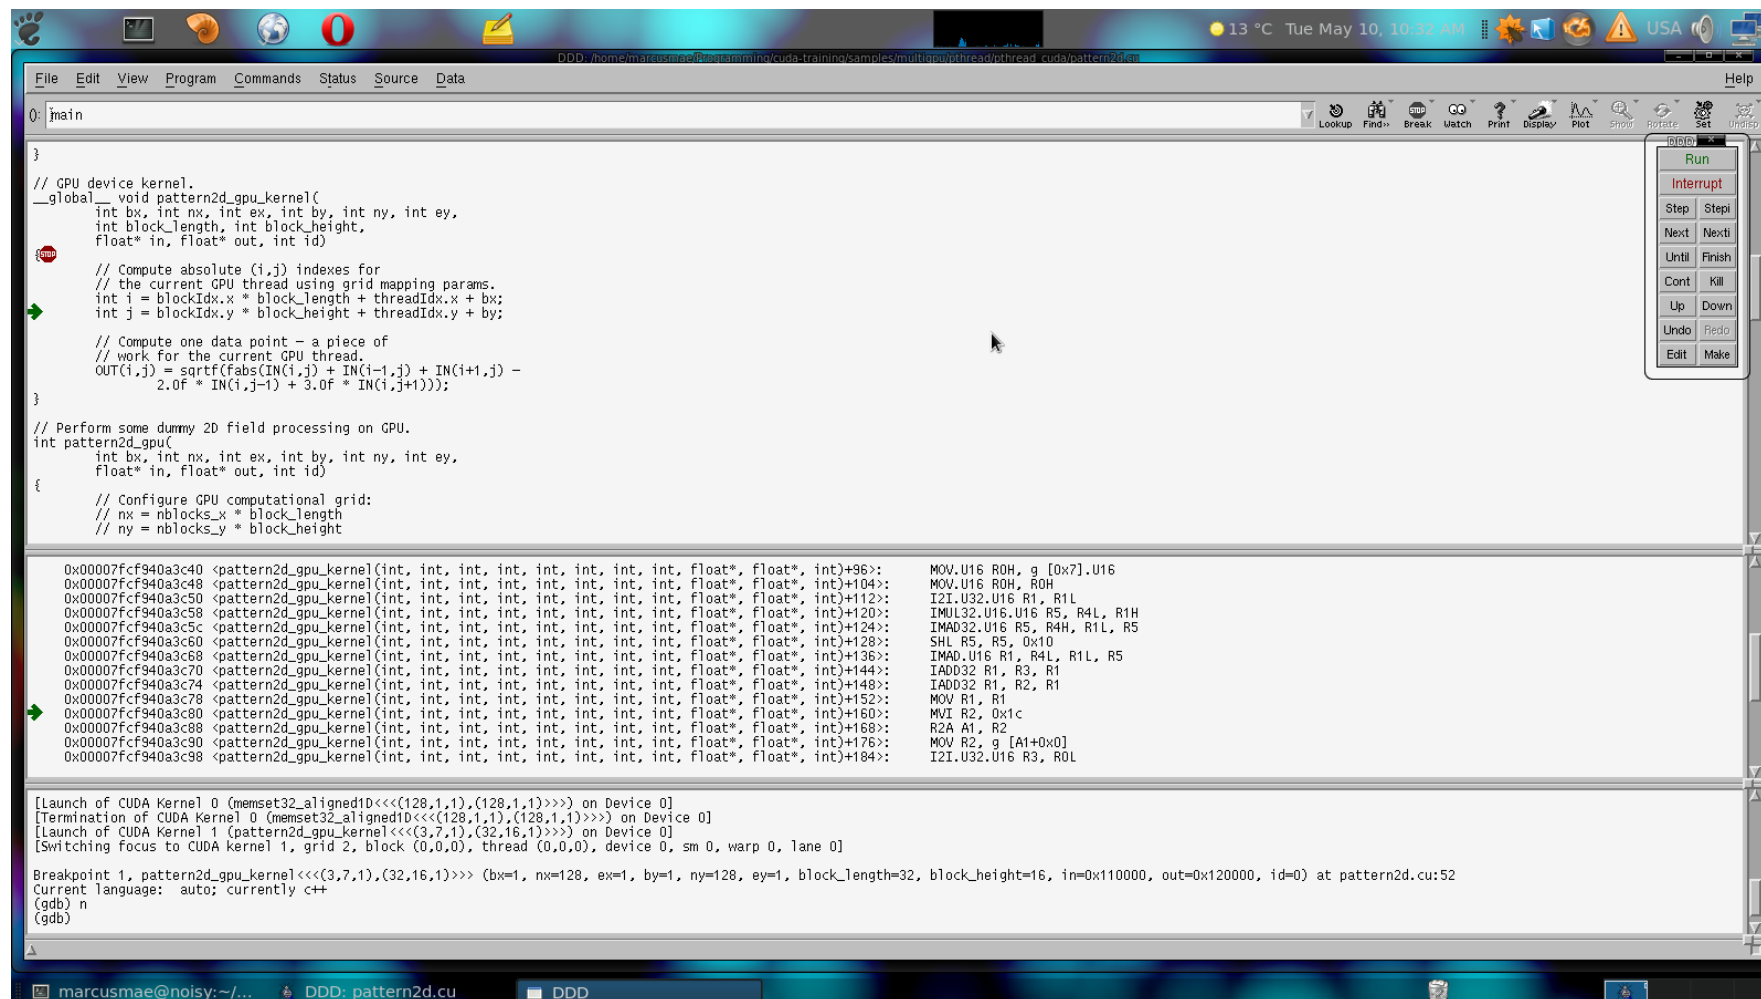 13 °C Tue May 10, 10:32 AM USA
DDD: /home/marcusmae/Programming/cuda-training/samples/multigpu/pthread/pthread_cuda/pattern2d.cu
File Edit View Program Commands Status Source Data Help
(): main
Lookup Find» Break Watch Print Display Plot Show Rotate Set Undisp
DDD
Run
Interrupt
Step Stepi
Next Nexti
Until Finish
Cont Kill
Up Down
Undo Redo
Edit Make
}
// GPU device kernel.
__global__ void pattern2d_gpu_kernel(
int bx, int nx, int ex, int by, int ny, int ey,
int block_length, int block_height,
float* in, float* out, int id)
{ STOP
// Compute absolute (i,j) indexes for
// the current GPU thread using grid mapping params.
int i = blockIdx.x * block_length + threadIdx.x + bx;
int j = blockIdx.y * block_height + threadIdx.y + by;
// Compute one data point – a piece of
// work for the current GPU thread.
OUT(i,j) = sqrtf(fabs(IN(i,j) + IN(i-1,j) + IN(i+1,j) -
2.0f * IN(i,j-1) + 3.0f * IN(i,j+1)));
}
// Perform some dummy 2D field processing on GPU.
int pattern2d_gpu(
int bx, int nx, int ex, int by, int ny, int ey,
float* in, float* out, int id)
{
// Configure GPU computational grid:
// nx = nblocks_x * block_length
// ny = nblocks_y * block_height
0x00007fcf940a3c40 <pattern2d_gpu_kernel(int, int, int, int, int, int, int, int, float*, float*, int)+96>: MOV.U16 R0H, g [0x7].U16
0x00007fcf940a3c48 <pattern2d_gpu_kernel(int, int, int, int, int, int, int, int, float*, float*, int)+104>: MOV.U16 R0H, R0H
0x00007fcf940a3c50 <pattern2d_gpu_kernel(int, int, int, int, int, int, int, int, float*, float*, int)+112>: I2I.U32.U16 R1, R1L
0x00007fcf940a3c58 <pattern2d_gpu_kernel(int, int, int, int, int, int, int, int, float*, float*, int)+120>: IMUL32.U16.U16 R5, R4L, R1H
0x00007fcf940a3c5c <pattern2d_gpu_kernel(int, int, int, int, int, int, int, int, float*, float*, int)+124>: IMAD32.U16 R5, R4H, R1L, R5
0x00007fcf940a3c60 <pattern2d_gpu_kernel(int, int, int, int, int, int, int, int, float*, float*, int)+128>: SHL R5, R5, 0x10
0x00007fcf940a3c68 <pattern2d_gpu_kernel(int, int, int, int, int, int, int, int, float*, float*, int)+136>: IMAD.U16 R1, R4L, R1L, R5
0x00007fcf940a3c70 <pattern2d_gpu_kernel(int, int, int, int, int, int, int, int, float*, float*, int)+144>: IADD32 R1, R3, R1
0x00007fcf940a3c74 <pattern2d_gpu_kernel(int, int, int, int, int, int, int, int, float*, float*, int)+148>: IADD32 R1, R2, R1
0x00007fcf940a3c78 <pattern2d_gpu_kernel(int, int, int, int, int, int, int, int, float*, float*, int)+152>: MOV R1, R1
0x00007fcf940a3c80 <pattern2d_gpu_kernel(int, int, int, int, int, int, int, int, float*, float*, int)+160>: MVI R2, 0x1c
0x00007fcf940a3c88 <pattern2d_gpu_kernel(int, int, int, int, int, int, int, int, float*, float*, int)+168>: R2A A1, R2
0x00007fcf940a3c90 <pattern2d_gpu_kernel(int, int, int, int, int, int, int, int, float*, float*, int)+176>: MOV R2, g [A1+0x0]
0x00007fcf940a3c98 <pattern2d_gpu_kernel(int, int, int, int, int, int, int, int, float*, float*, int)+184>: I2I.U32.U16 R3, R0L
[Launch of CUDA Kernel 0 (memset32_aligned1D<<<(128,1,1),(128,1,1)>>>) on Device 0]
[Termination of CUDA Kernel 0 (memset32_aligned1D<<<(128,1,1),(128,1,1)>>>) on Device 0]
[Launch of CUDA Kernel 1 (pattern2d_gpu_kernel<<<(3,7,1),(32,16,1)>>>) on Device 0]
[Switching focus to CUDA kernel 1, grid 2, block (0,0,0), thread (0,0,0), device 0, sm 0, warp 0, lane 0]
Breakpoint 1, pattern2d_gpu_kernel<<<(3,7,1),(32,16,1)>>> (bx=1, nx=128, ex=1, by=1, ny=128, ey=1, block_length=32, block_height=16, in=0x110000, out=0x120000, id=0) at pattern2d.cu:52
Current language: auto; currently c++
(gdb) n
(gdb)
marcusmae@noisy:~/... DDD: pattern2d.cu DDD